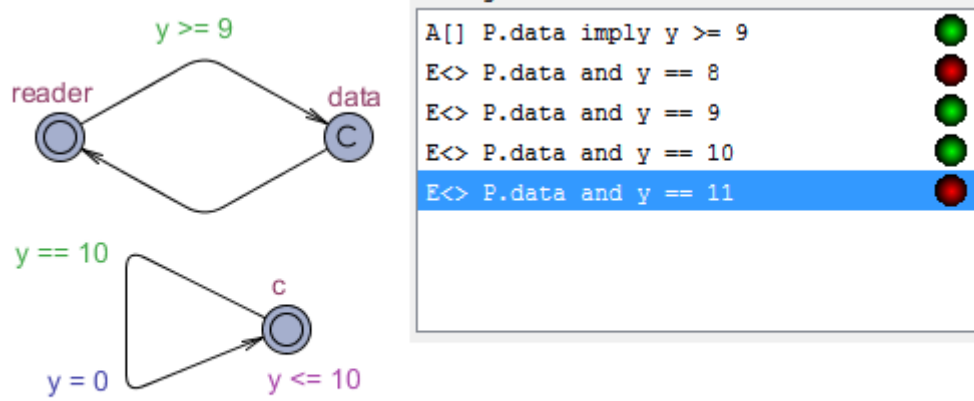 y >= 9
reader
data
C
y == 10
c
y = 0
y <= 10
A[] P.data imply y >= 9
E<> P.data and y == 8
E<> P.data and y == 9
E<> P.data and y == 10
E<> P.data and y == 11